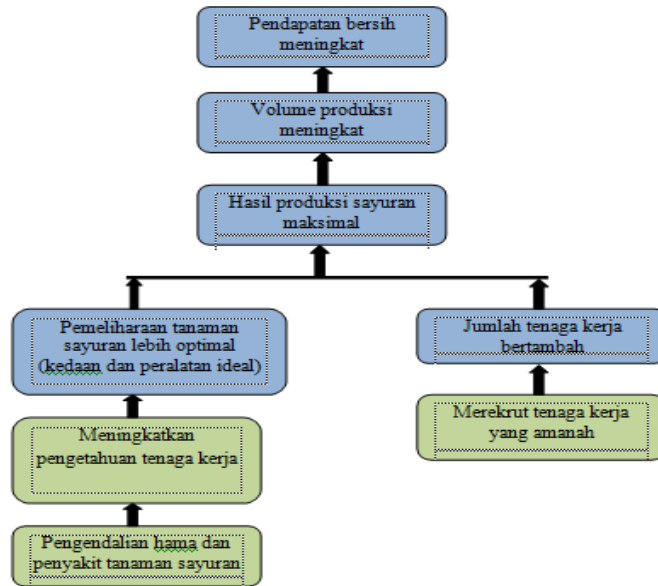 Pendapatan bersih
meningkat
Volume produksi
meningkat
Hasil produksi sayuran
maksimal
Pemeliharaan tanaman
sayuran lebih optimal
(kedaan dan peralatan ideal)
Jumlah tenaga kerja
bertambah
Meningkatkan
pengetahuan tenaga kerja
Merekrut tenaga kerja
yang amanah
Pengendalian hama dan
penyakit tanaman sayuran